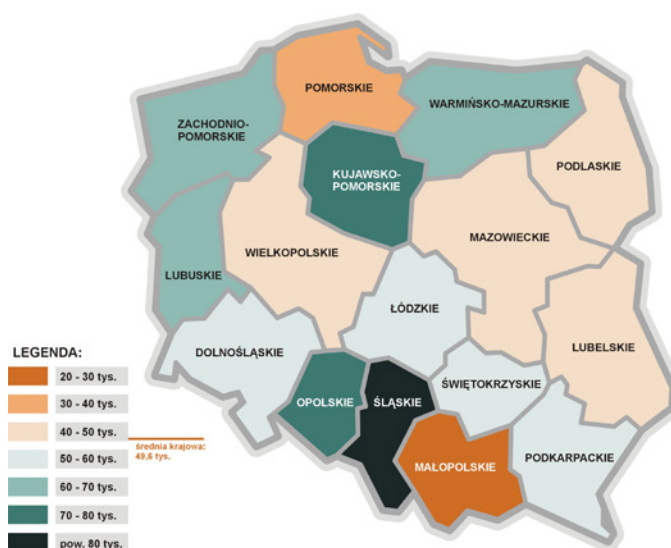 POMORSKIE
WARMIŃSKO-MAZURSKIE
ZACHODNIO-
POMORSKIE
PODLASKIE
KUJAWSKO-
POMORSKIE
MAZOWIECKIE
WIELKOPOLSKIE
LUBUSKIE
ŁÓDZKIE
DOLNOŚLĄSKIE
LUBELSKIE
ŚWIĘTOKRZYSKIE
OPOLSKIE
ŚLĄSKIE
PODKARPACKIE
MAŁOPOLSKIE
LEGENDA:
20 - 30 tys.
30 - 40 tys.
40 - 50 tys.
średnia krajowa:
49,6 tys.
50 - 60 tys.
60 - 70 tys.
70 - 80 tys.
pow. 80 tys.